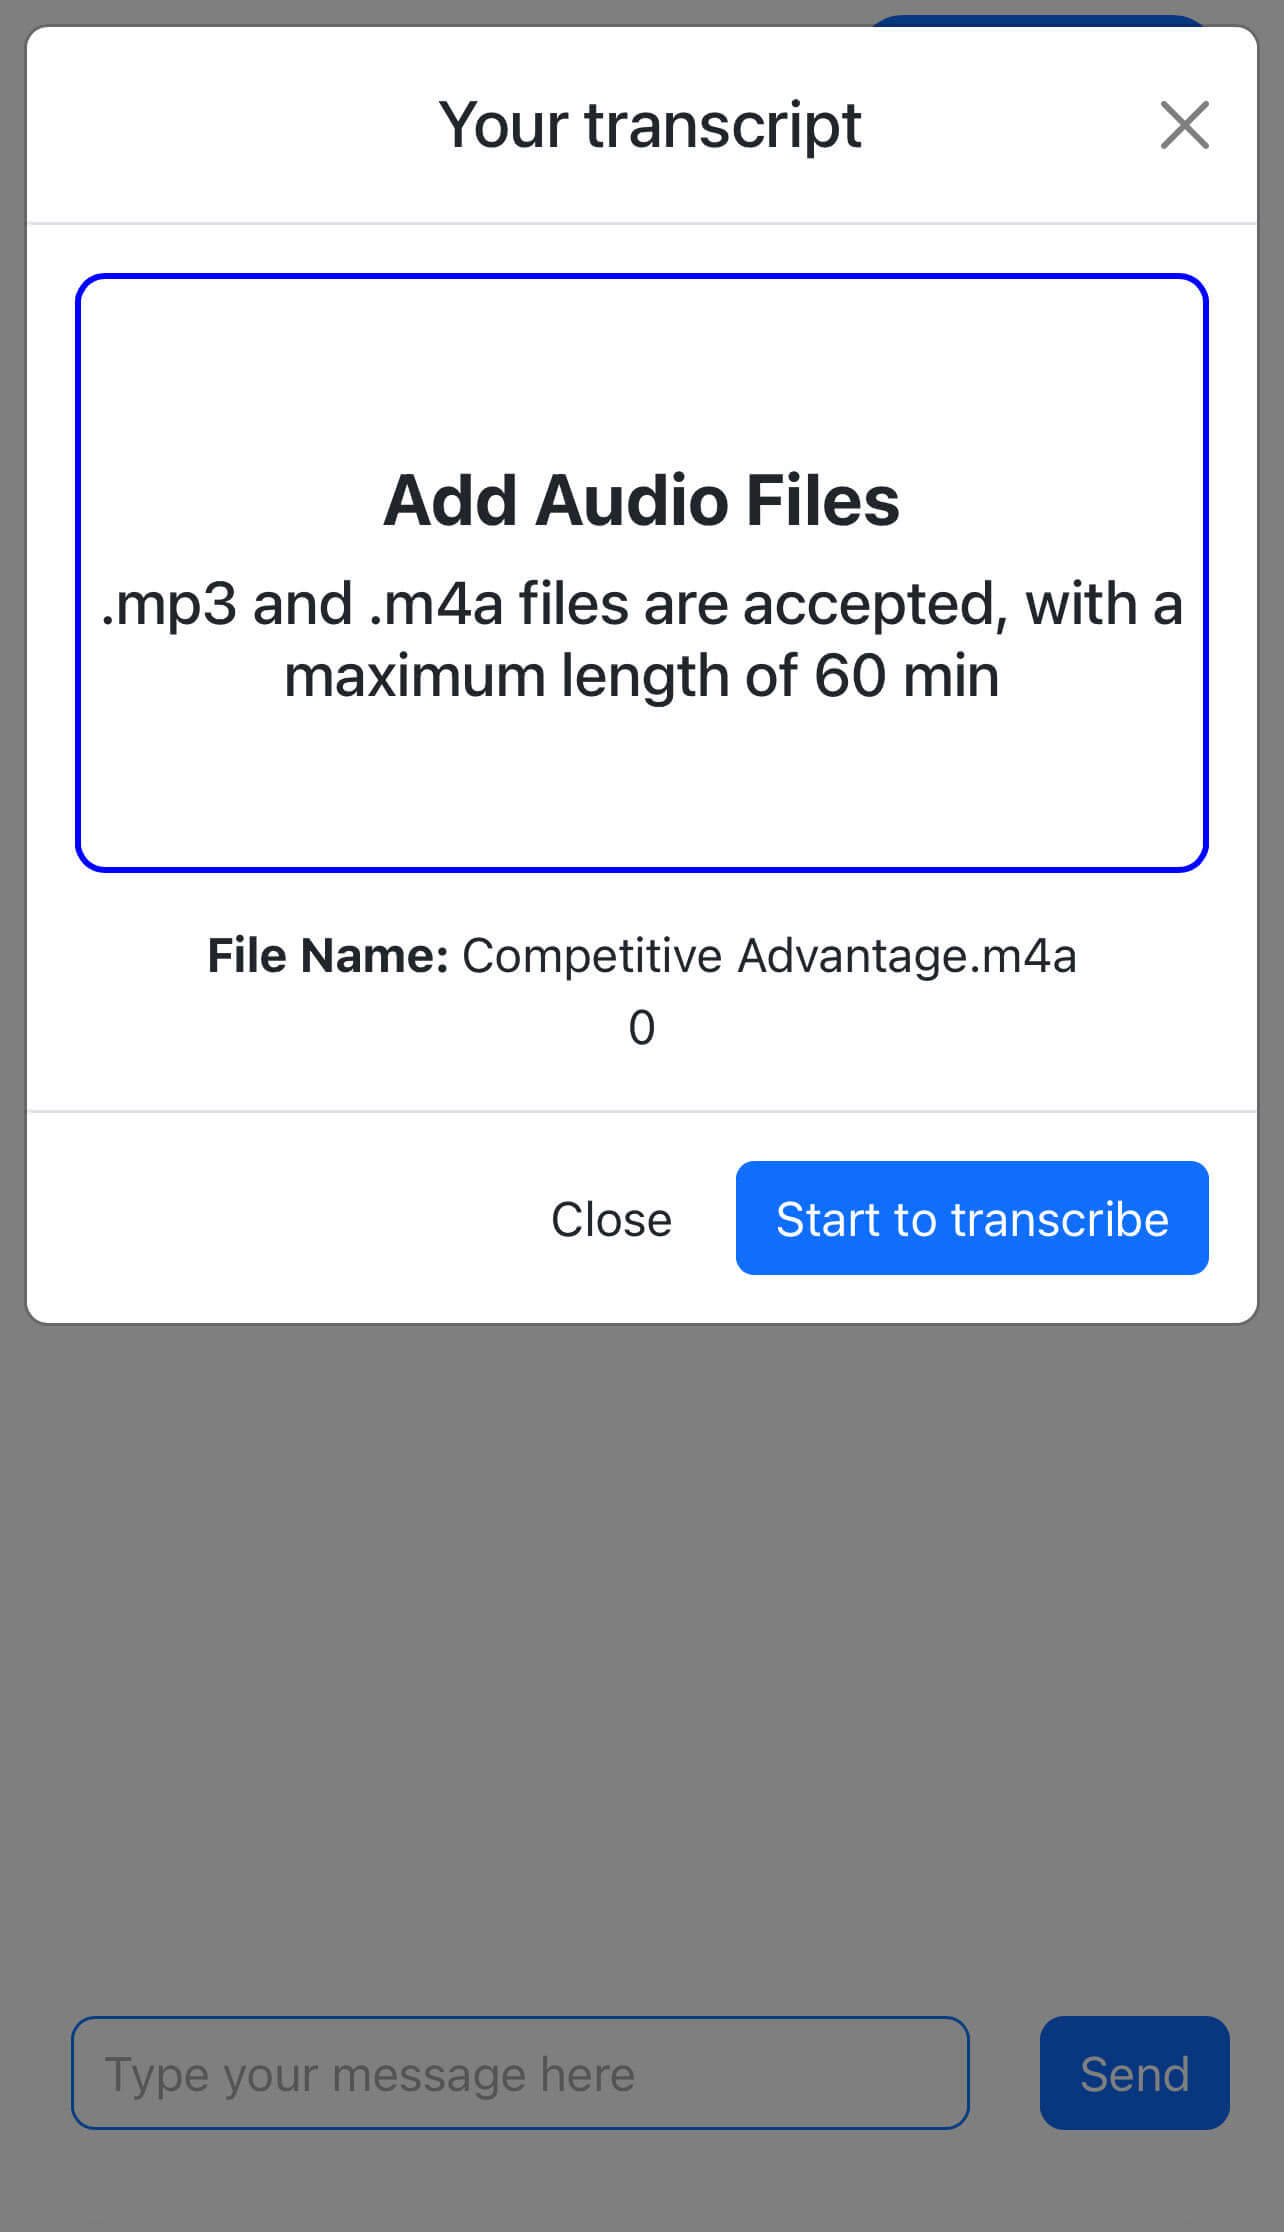 Your transcript
Add Audio Files
.mp3 and .m4a files are accepted, with a
maximum length of 60 min
File Name: Competitive Advantage.m4a
0
Close
Start to transcribe
Type your message here
Send